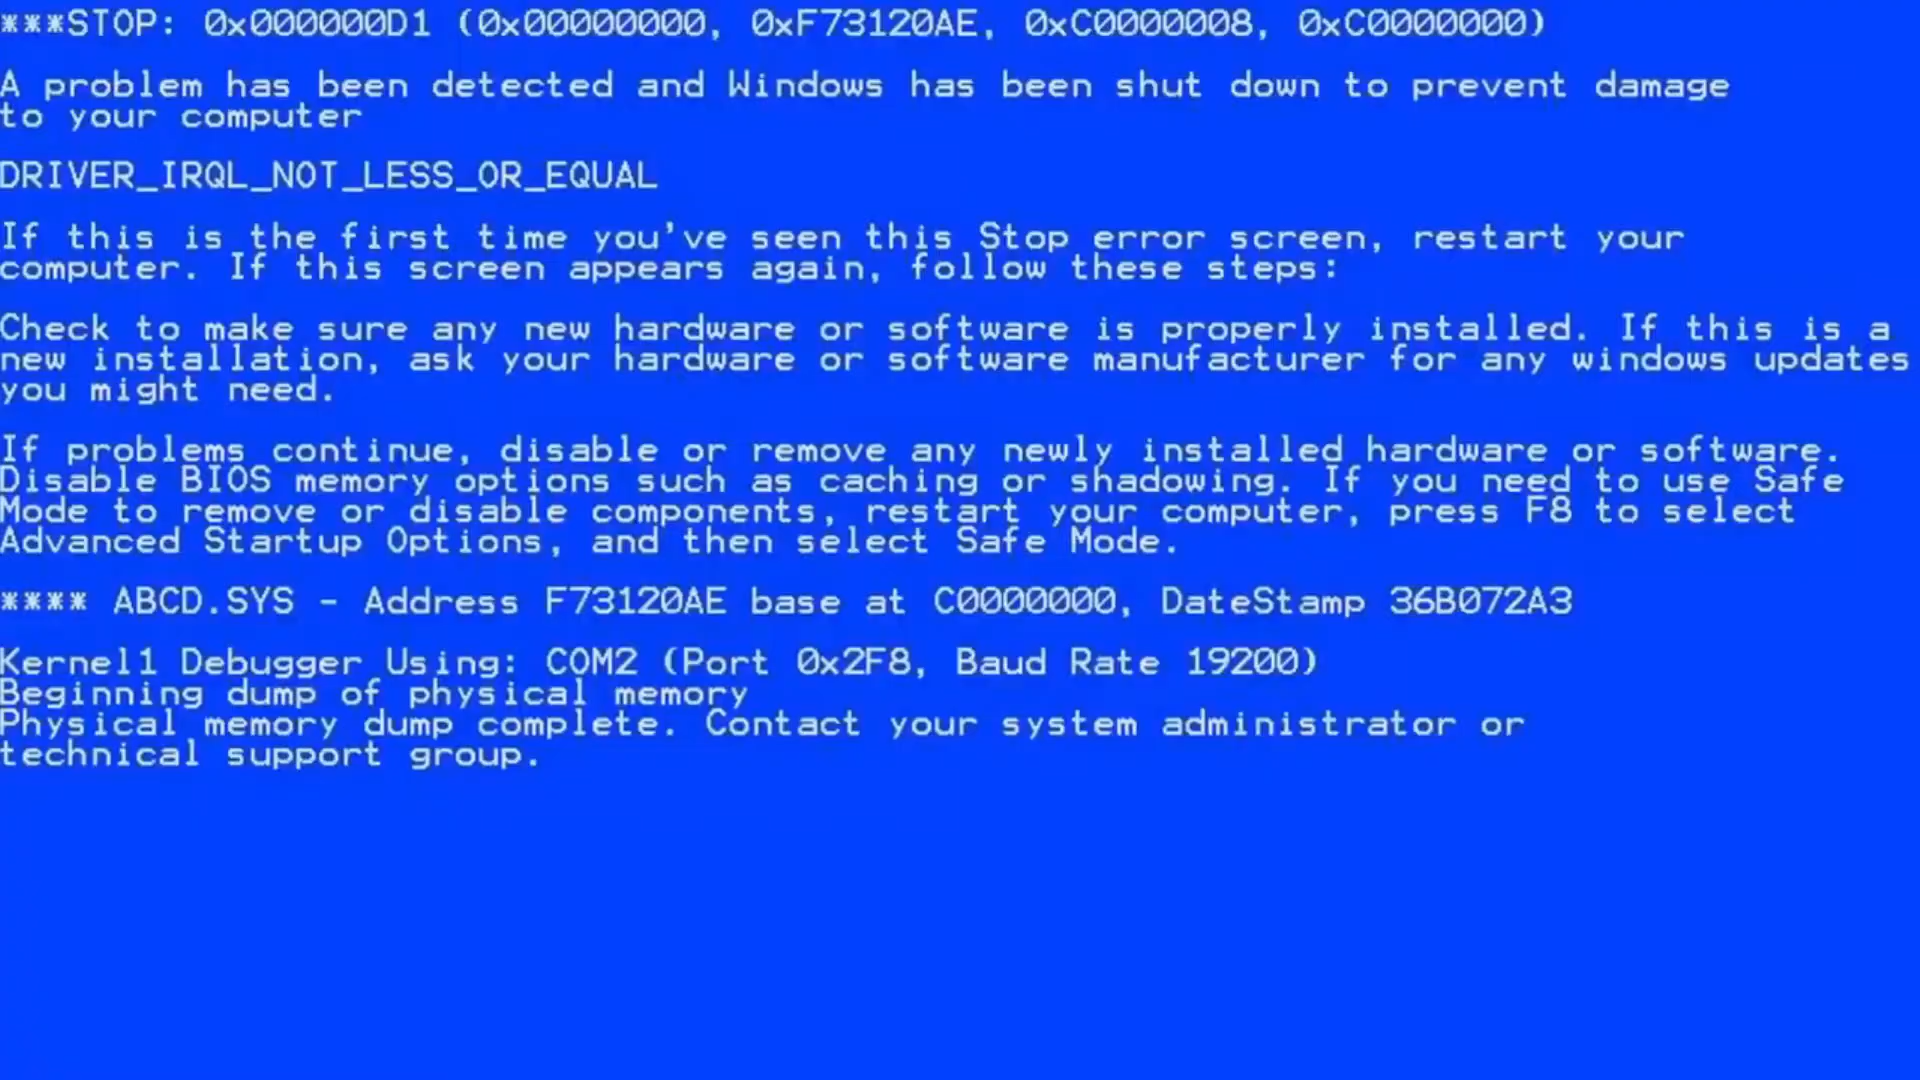 ***STOP: 0x000000D1 (0x00000000, 0xF73120AE, 0xC0000008, 0xC0000000)
A problem has been detected and Windows has been shut down to prevent damage
to your computer
DRIVER_IRQL_NOT_LESS_OR_EQUAL
If this is the first time you've seen this Stop error screen, restart your
computer. If this screen appears again, follow these steps:
Check to make sure any new hardware or software is properly installed. If this is a
new installation, ask your hardware or software manufacturer for any windows updates
you might need.
If problems continue, disable or remove any newly installed hardware or software.
Disable BIOS memory options such as caching or shadowing. If you need to use Safe
Mode to remove or disable components, restart your computer, press F8 to select
Advanced Startup Options, and then select Safe Mode.
**** ABCD.SYS - Address F73120AE base at C0000000, DateStamp 36B072A3
Kernel1 Debugger Using: COM2 (Port 0x2F8, Baud Rate 19200)
Beginning dump of physical memory
Physical memory dump complete. Contact your system administrator or
technical support group.